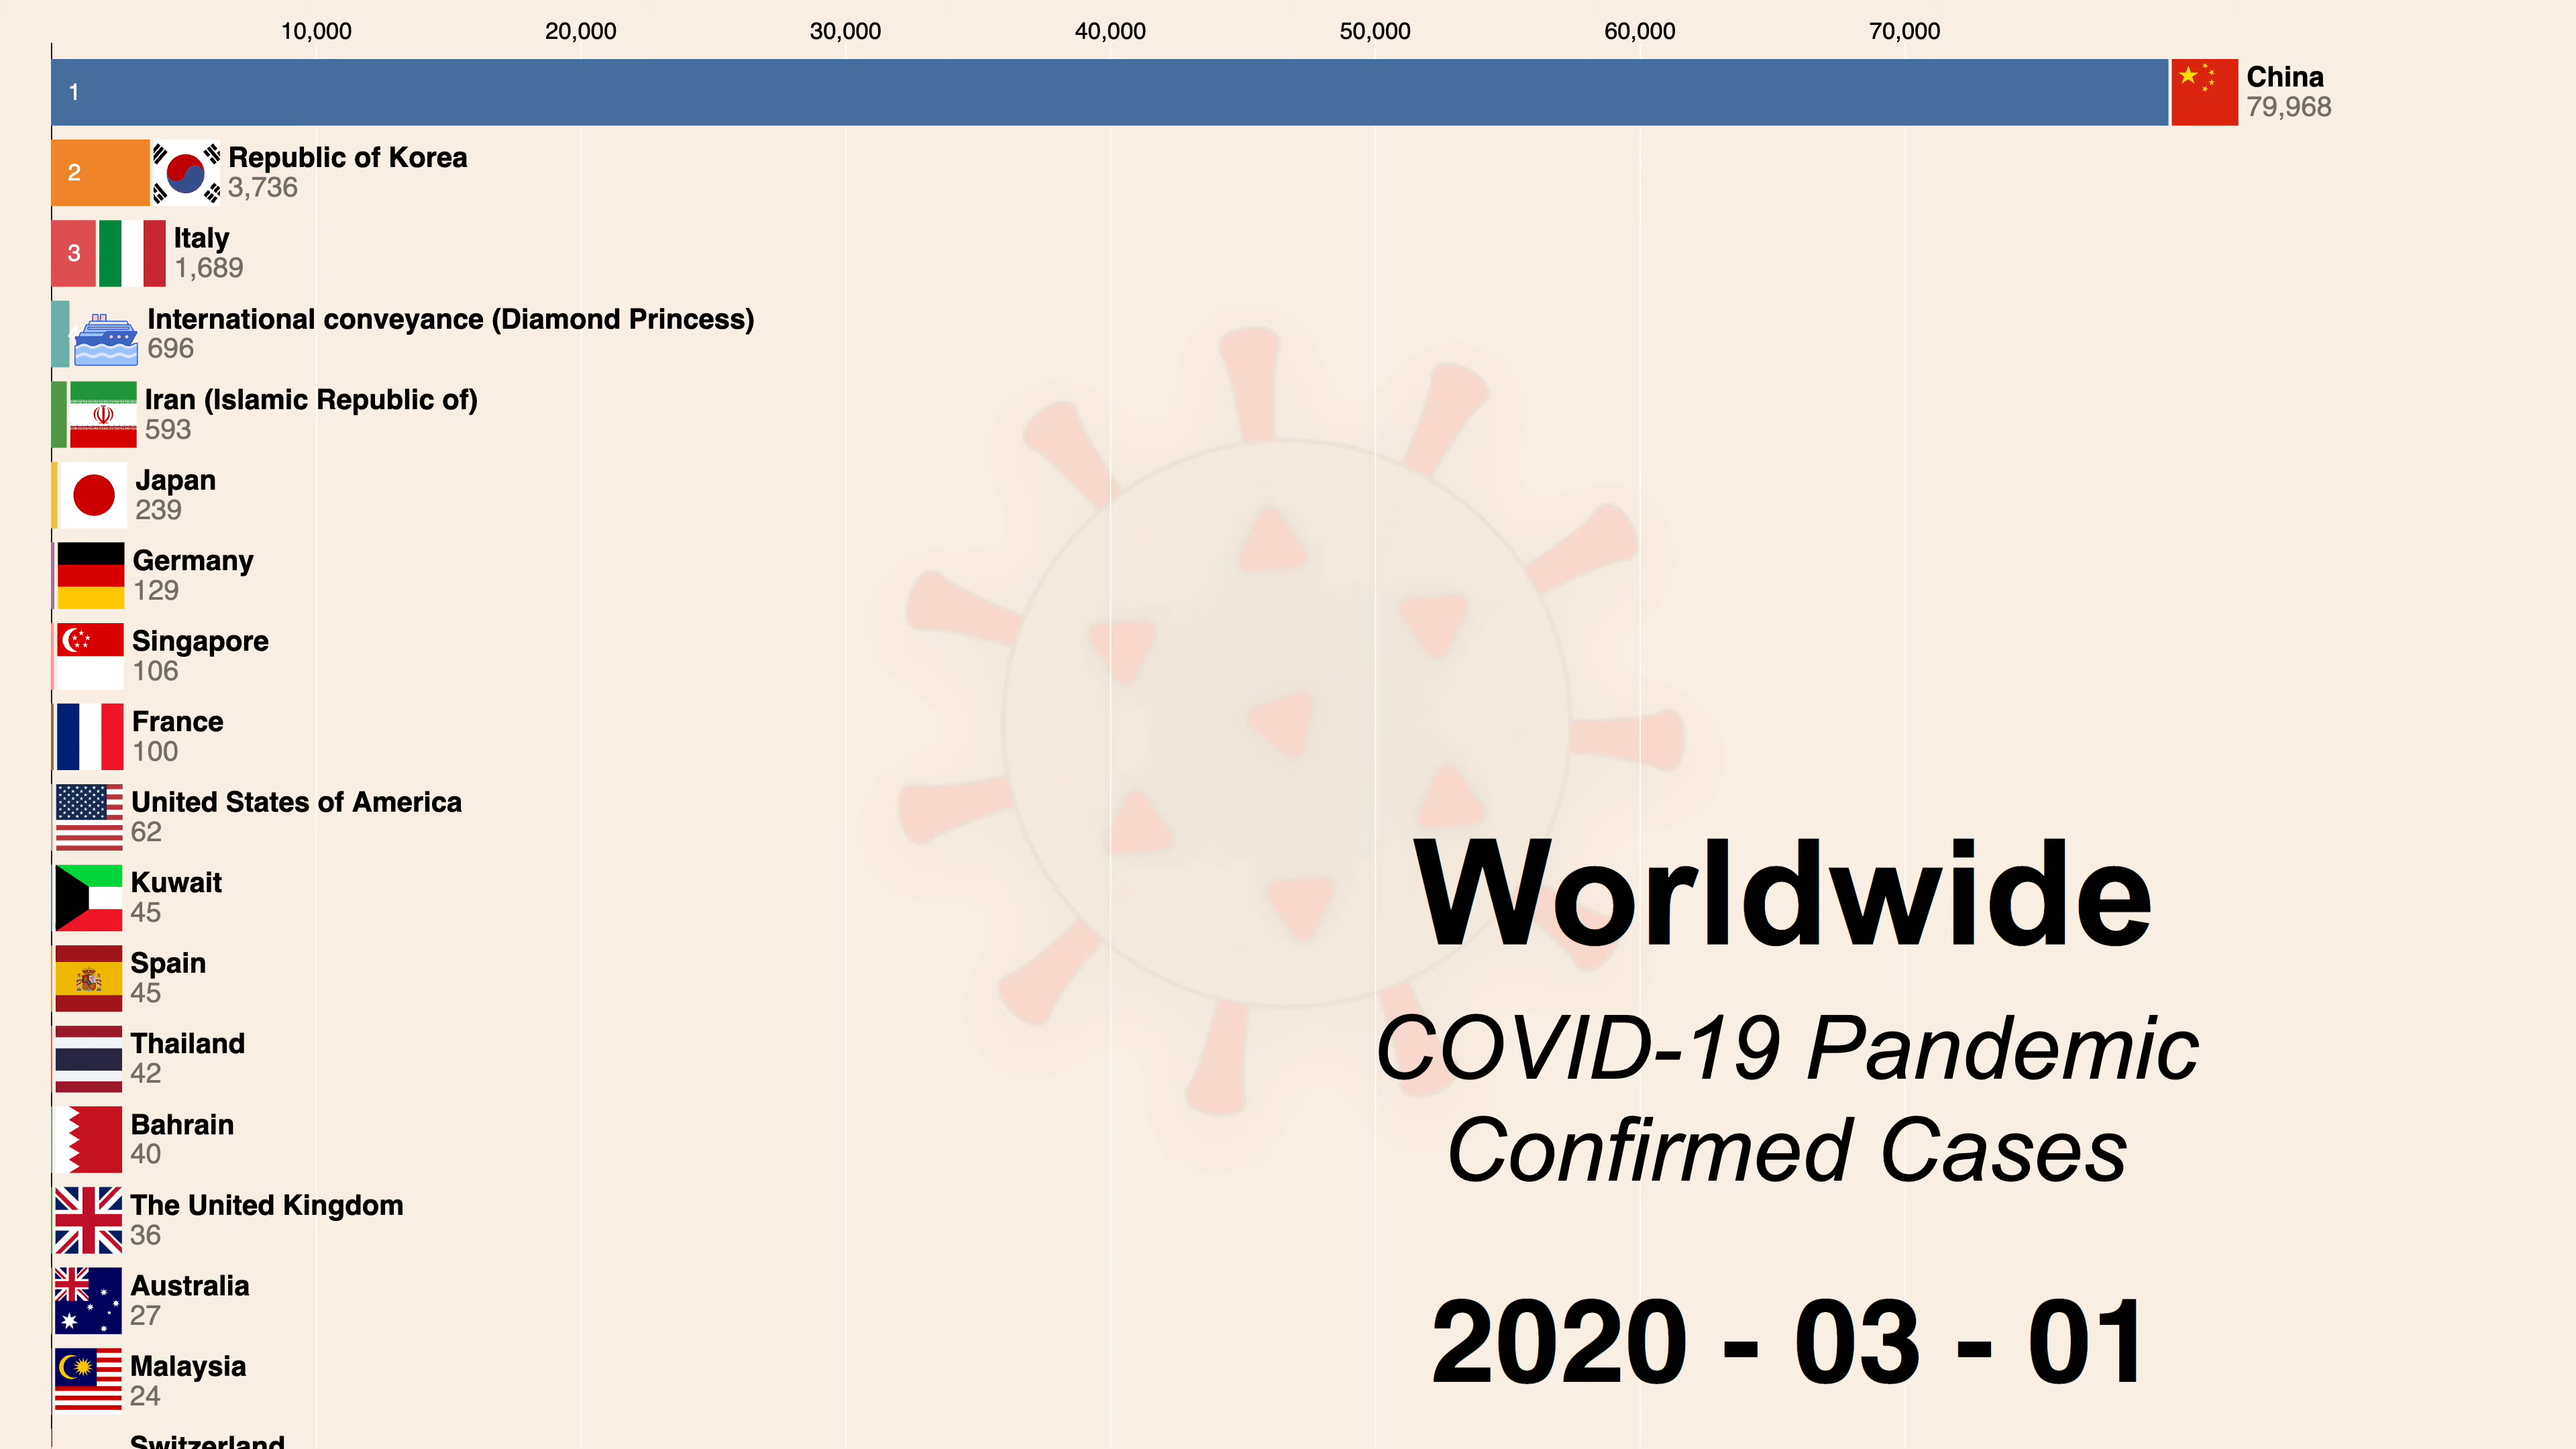 10,000 20,000 30,000 40,000 50,000 60,000 70,000
1
China
79,968
2
Republic of Korea
3,736
3
Italy
1,689
International conveyance (Diamond Princess)
696
Iran (Islamic Republic of)
593
Japan
239
Germany
129
Singapore
106
France
100
United States of America
62
Kuwait
45
Spain
45
Thailand
42
Bahrain
40
The United Kingdom
36
Australia
27
Malaysia
24
Switzerland
Worldwide
COVID-19 Pandemic
Confirmed Cases
2020 - 03 - 01